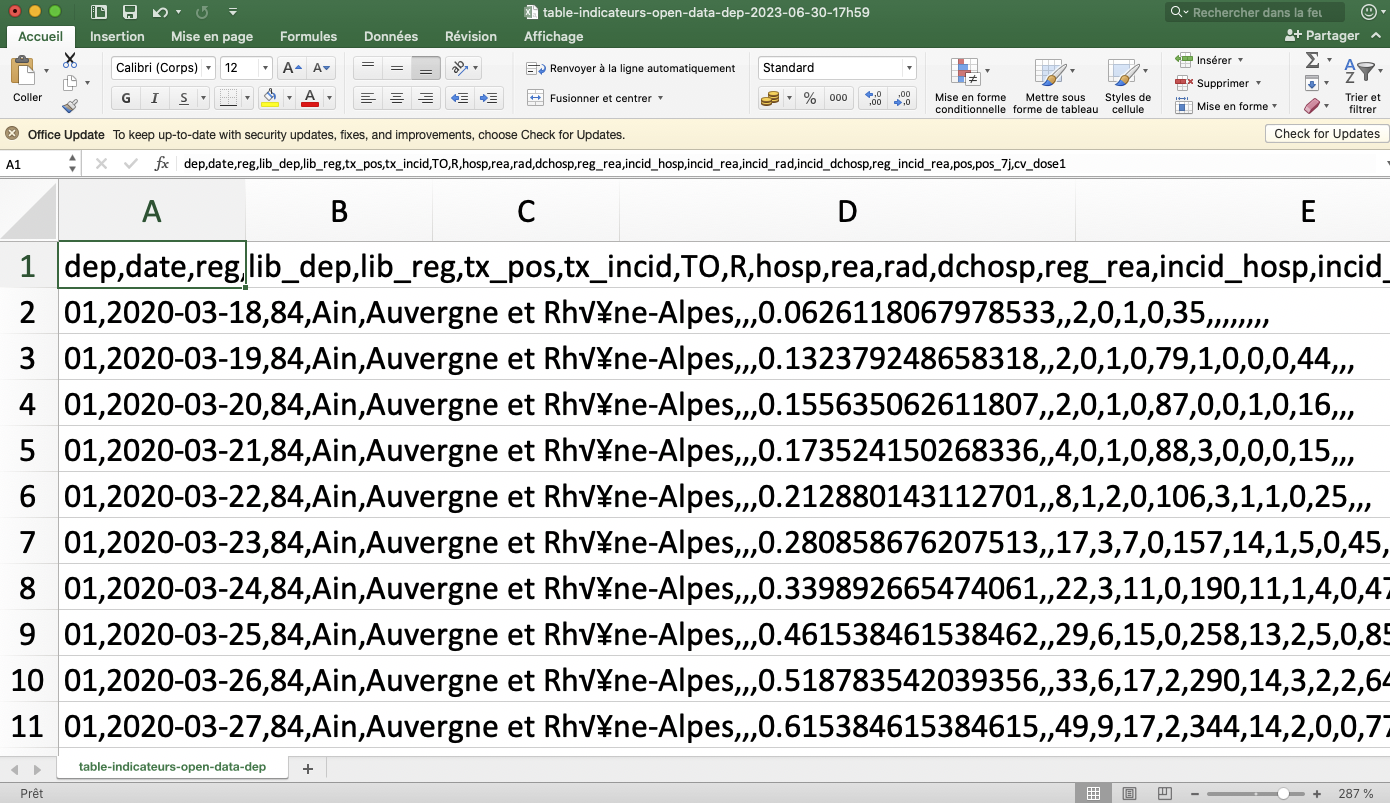 table-indicateurs-open-data-dep-2023-06-30-17h59
Rechercher dans la feu
Accueil Insertion Mise en page Formules Données Révision Affichage Partager
Coller
Calibri (Corps) 12
G I S
A A
Renvoyer à la ligne automatiquement
Fusionner et centrer
Standard
% 000
Mise en forme conditionnelle
Mettre sous forme de tableau
Styles de cellule
Insérer
Supprimer
Mise en forme
Trier et filtrer
Office Update To keep up-to-date with security updates, fixes, and improvements, choose Check for Updates. Check for Updates
A1 fx dep,date,reg,lib_dep,lib_reg,tx_pos,tx_incid,TO,R,hosp,rea,rad,dchosp,reg_rea,incid_hosp,incid_rea,incid_rad,incid_dchosp,reg_incid_rea,pos,pos_7j,cv_dose1
A B C D E
1 dep,date,reg,lib_dep,lib_reg,tx_pos,tx_incid,TO,R,hosp,rea,rad,dchosp,reg_rea,incid_hosp,incid_
2 01,2020-03-18,84,Ain,Auvergne et Rh√¥ne-Alpes,,,0.0626118067978533,,2,0,1,0,35,,,,,,,,
3 01,2020-03-19,84,Ain,Auvergne et Rh√¥ne-Alpes,,,0.132379248658318,,2,0,1,0,79,1,0,0,0,44,,,
4 01,2020-03-20,84,Ain,Auvergne et Rh√¥ne-Alpes,,,0.155635062611807,,2,0,1,0,87,0,0,1,0,16,,,
5 01,2020-03-21,84,Ain,Auvergne et Rh√¥ne-Alpes,,,0.173524150268336,,4,0,1,0,88,3,0,0,0,15,,,
6 01,2020-03-22,84,Ain,Auvergne et Rh√¥ne-Alpes,,,0.212880143112701,,8,1,2,0,106,3,1,1,0,25,,,
7 01,2020-03-23,84,Ain,Auvergne et Rh√¥ne-Alpes,,,0.280858676207513,,17,3,7,0,157,14,1,5,0,45,
8 01,2020-03-24,84,Ain,Auvergne et Rh√¥ne-Alpes,,,0.339892665474061,,22,3,11,0,190,11,1,4,0,47
9 01,2020-03-25,84,Ain,Auvergne et Rh√¥ne-Alpes,,,0.461538461538462,,29,6,15,0,258,13,2,5,0,85
10 01,2020-03-26,84,Ain,Auvergne et Rh√¥ne-Alpes,,,0.518783542039356,,33,6,17,2,290,14,3,2,2,64
11 01,2020-03-27,84,Ain,Auvergne et Rh√¥ne-Alpes,,,0.615384615384615,,49,9,17,2,344,14,2,0,0,77
table-indicateurs-open-data-dep
Prêt 287 %